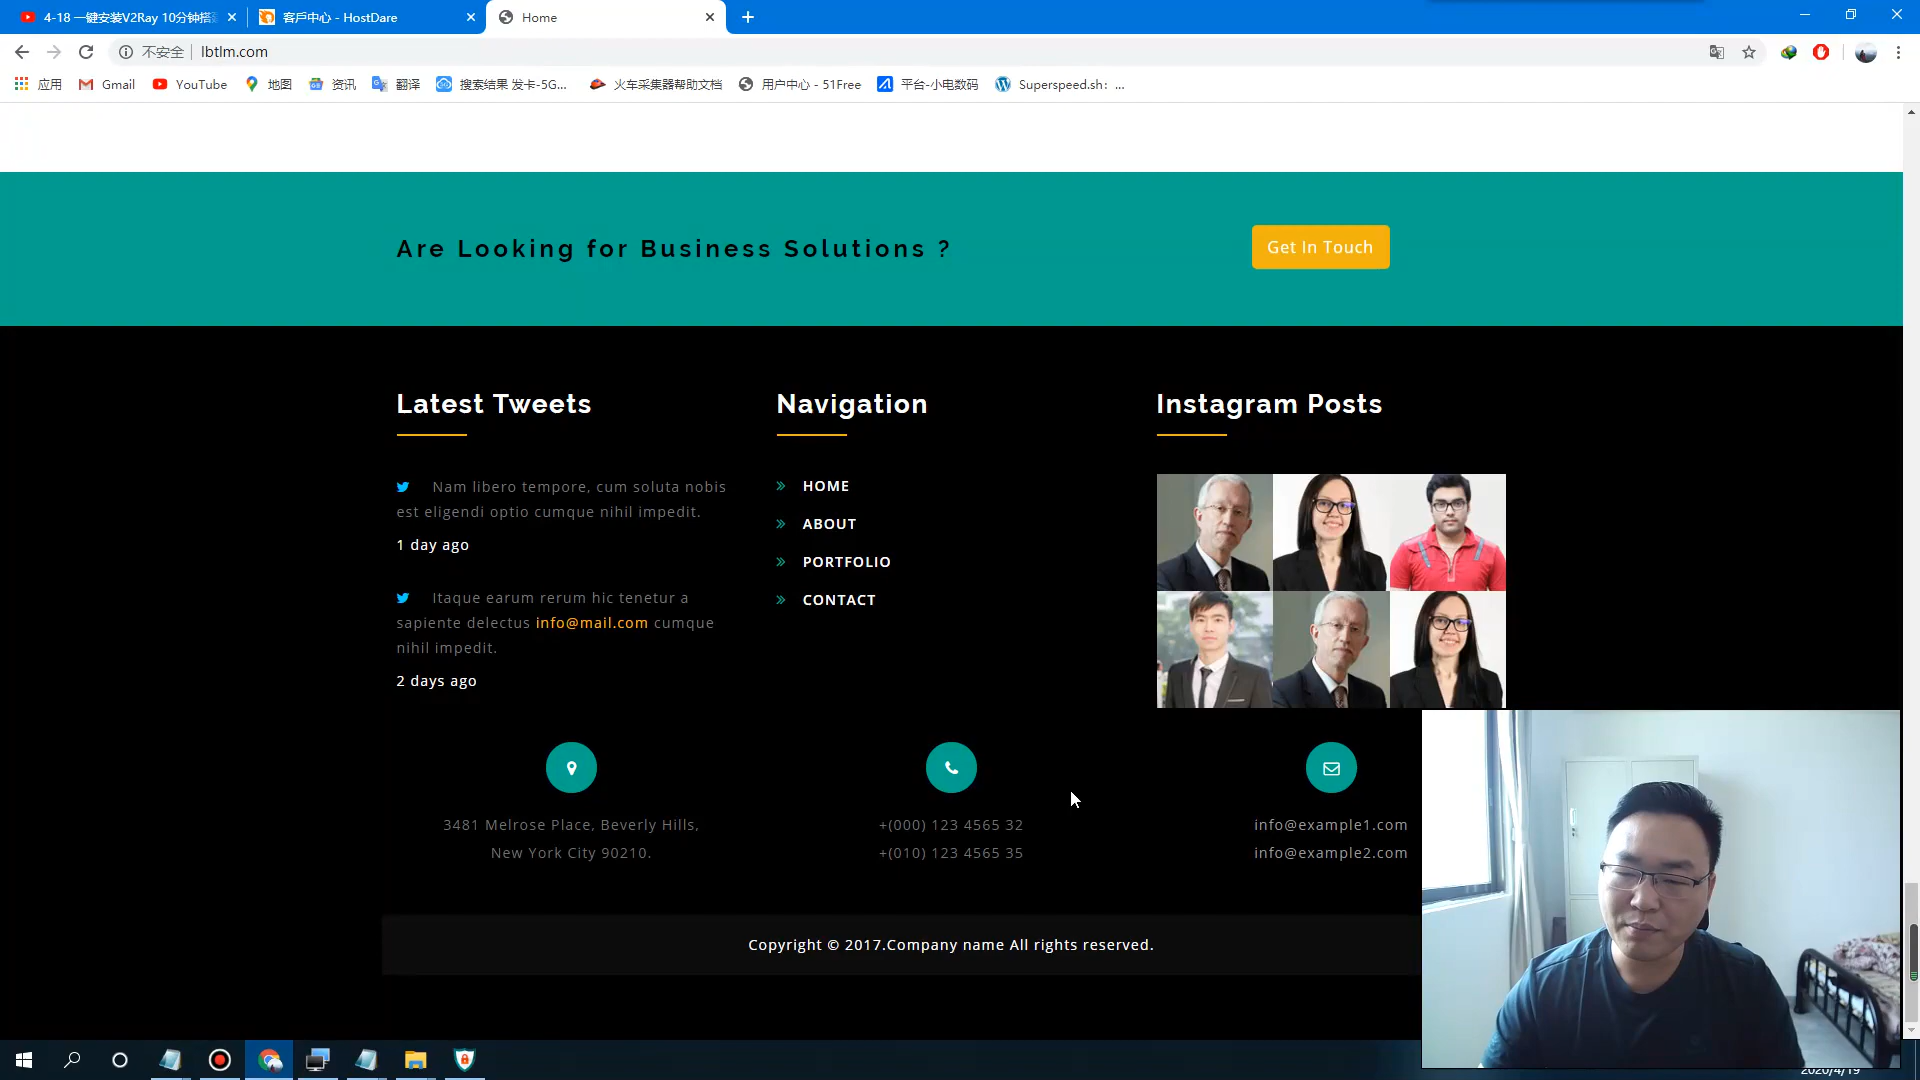 4-18 一键安装V2Ray 10分钟搭
客戶中心 - HostDare
Home
不安全
lbtlm.com
应用
Gmail
YouTube
地图
资讯
翻译
搜索结果 发卡-5G...
火车采集器帮助文档
用户中心 - 51Free
平台-小电数码
Superspeed.sh: ...
Are Looking for Business Solutions ?
Get In Touch
Latest Tweets
Nam libero tempore, cum soluta nobis
est eligendi optio cumque nihil impedit.
1 day ago
Itaque earum rerum hic tenetur a
sapiente delectus info@mail.com cumque
nihil impedit.
2 days ago
Navigation
HOME
ABOUT
PORTFOLIO
CONTACT
Instagram Posts
3481 Melrose Place, Beverly Hills,
New York City 90210.
+(000) 123 4565 32
+(010) 123 4565 35
info@example1.com
info@example2.com
Copyright © 2017.Company name All rights reserved.
2020/4/19